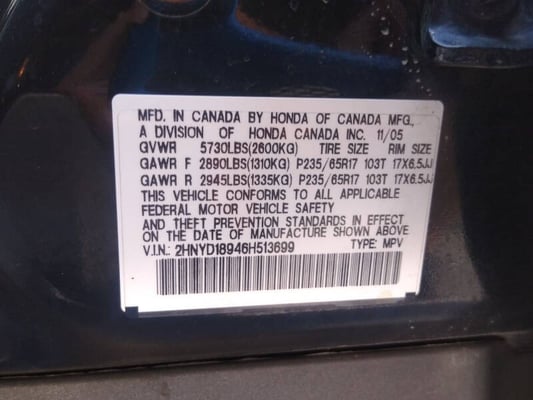 MFD. IN CANADA BY HONDA OF CANADA MFG.,
A DIVISION OF HONDA CANADA INC. 11/05
GVWR 5730LBS(2600KG) TIRE SIZE RIM SIZE
GAWR F 2890LBS(1310KG) P235/65R17 103T 17X6.5JJ
GAWR R 2945LBS(1335KG) P235/65R17 103T 17X6.5JJ
THIS VEHICLE CONFORMS TO ALL APPLICABLE
FEDERAL MOTOR VEHICLE SAFETY
AND THEFT PREVENTION STANDARDS IN EFFECT ON
DATE OF MANUFACTURE SHOWN ABOVE
V.I.N.: 2HNYD18946H513699 TYPE: MPV